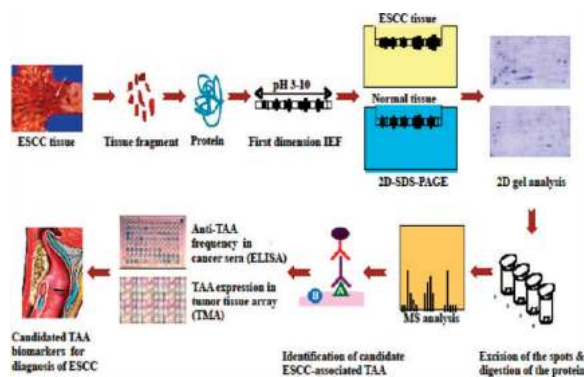 ESCC tissue
pH 3-10
Normal tissue
ESCC tissue
Tissue fragment
Protein
First dimension IEF
2D-SDS-PAGE
2D gel analysis
Anti-TAA
frequency in
cancer sera (ELISA)
TAA expression in
tumor tissue array
(TMA)
B
A
MS analysis
Candidated TAA
biomarkers for
diagnosis of ESCC
Identification of candidate
ESCC-associated TAA
Excision of the spots &
digestion of the protein